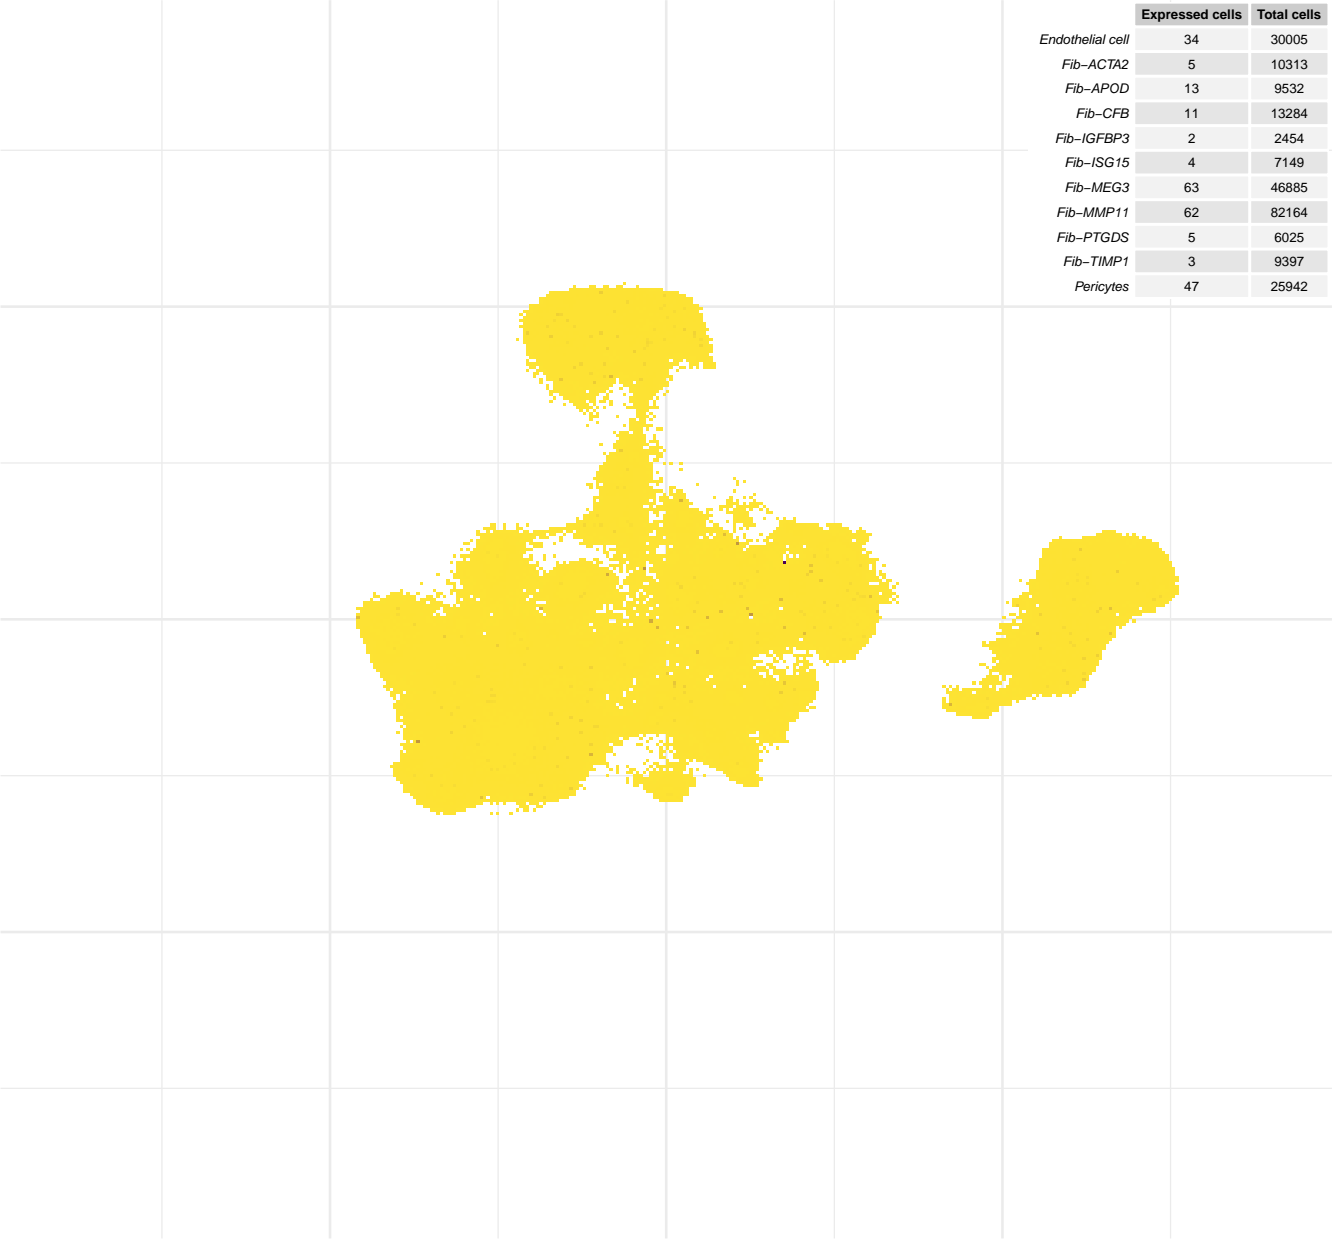 Expressed cells Total cells
Endothelial cell 34 30005
Fib−ACTA2 5 10313
Fib−APOD 13 9532
Fib−CFB 11 13284
Fib−IGFBP3 2 2454
Fib−ISG15 4 7149
Fib−MEG3 63 46885
Fib−MMP11 62 82164
Fib−PTGDS 5 6025
Fib−TIMP1 3 9397
Pericytes 47 25942